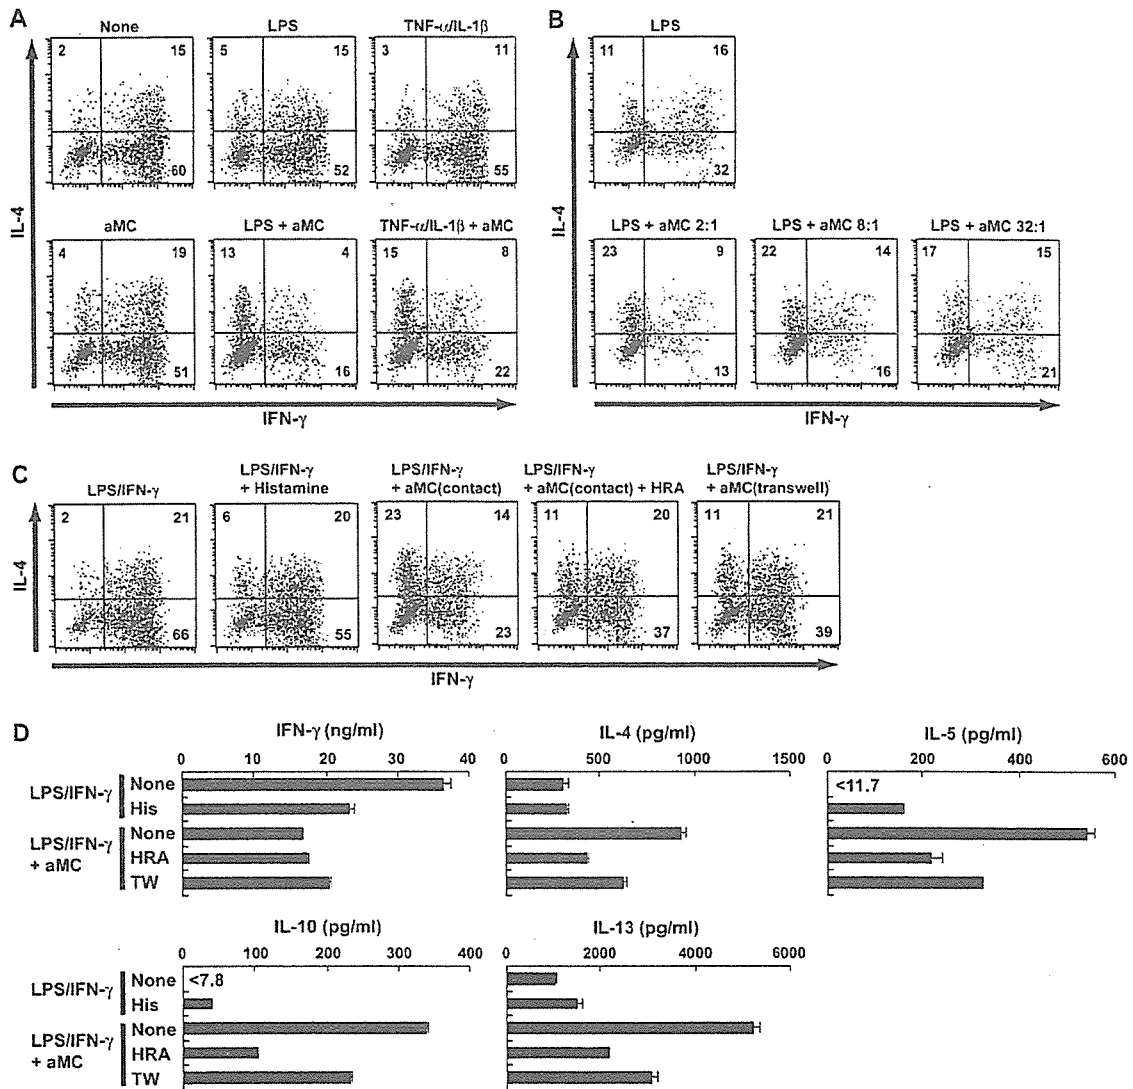 A
B
None
LPS
TNF-α/IL-1β
LPS
2 15
5 15
3 11
11 16
60
52
55
32
IL-4
IL-4
aMC
LPS + aMC
TNF-α/IL-1β + aMC
LPS + aMC 2:1
LPS + aMC 8:1
LPS + aMC 32:1
4 19
13 4
15 8
23 9
22 14
17 15
51
16
22
13
16
21
IFN-γ
IFN-γ
C
LPS/IFN-γ
LPS/IFN-γ
+ Histamine
LPS/IFN-γ
+ aMC(contact)
LPS/IFN-γ
+ aMC(contact) + HRA
LPS/IFN-γ
+ aMC(transwell)
2 21
6 20
23 14
11 20
11 21
IL-4
66
55
23
37
39
IFN-γ
D
IFN-γ (ng/ml)
IL-4 (pg/ml)
IL-5 (pg/ml)
0 10 20 30 40
0 500 1000 1500
0 200 400 600
LPS/IFN-γ
None
His
LPS/IFN-γ
+ aMC
None
HRA
TW
<11.7
IL-10 (pg/ml)
IL-13 (pg/ml)
0 100 200 300 400
0 2000 4000 6000
LPS/IFN-γ
None
His
LPS/IFN-γ
+ aMC
None
HRA
TW
<7.8